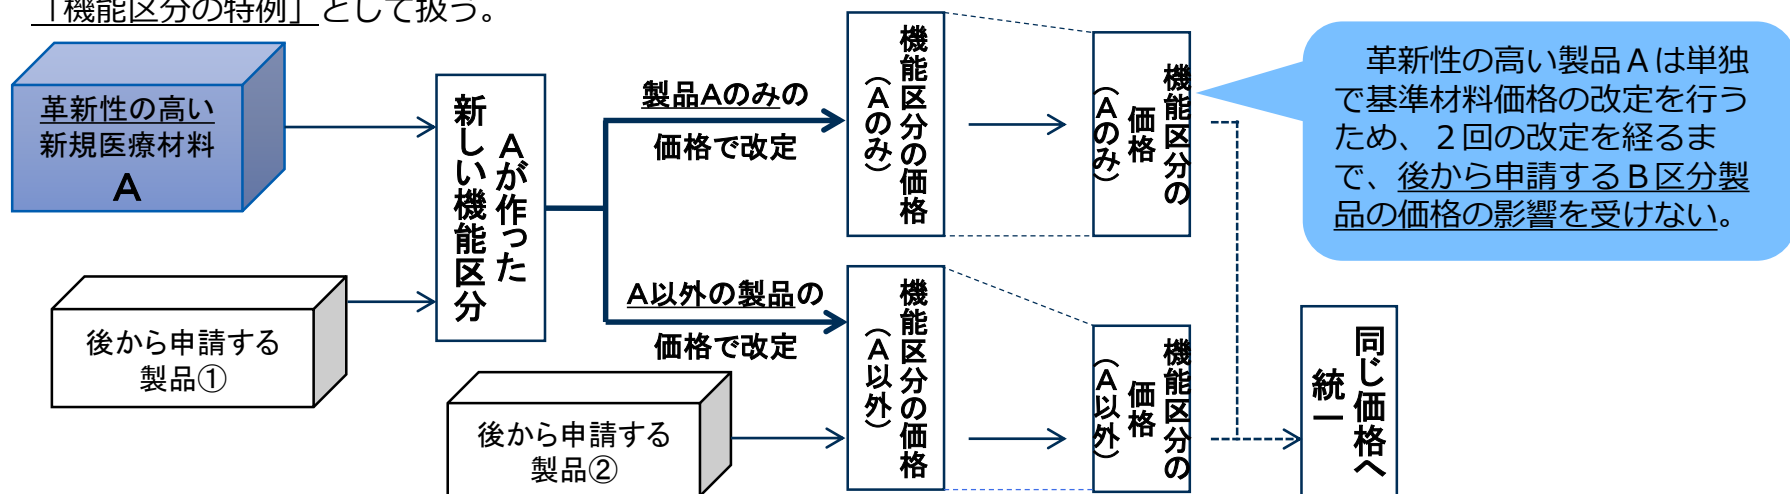 「機能区分の特例」として扱う。
革新性の高い
新規医療材料
A
後から申請する
製品①
Aが作った
新しい機能区分
製品Aのみの
価格で改定
A以外の製品の
価格で改定
後から申請する
製品②
機能区分の価格
（Aのみ）
機能区分の
価格
（Aのみ）
機能区分の価格
（A以外）
機能区分の
価格
（A以外）
同じ価格へ
統一
革新性の高い製品Aは単独
で基準材料価格の改定を行う
ため、２回の改定を経るま
で、後から申請するB区分製
品の価格の影響を受けない。